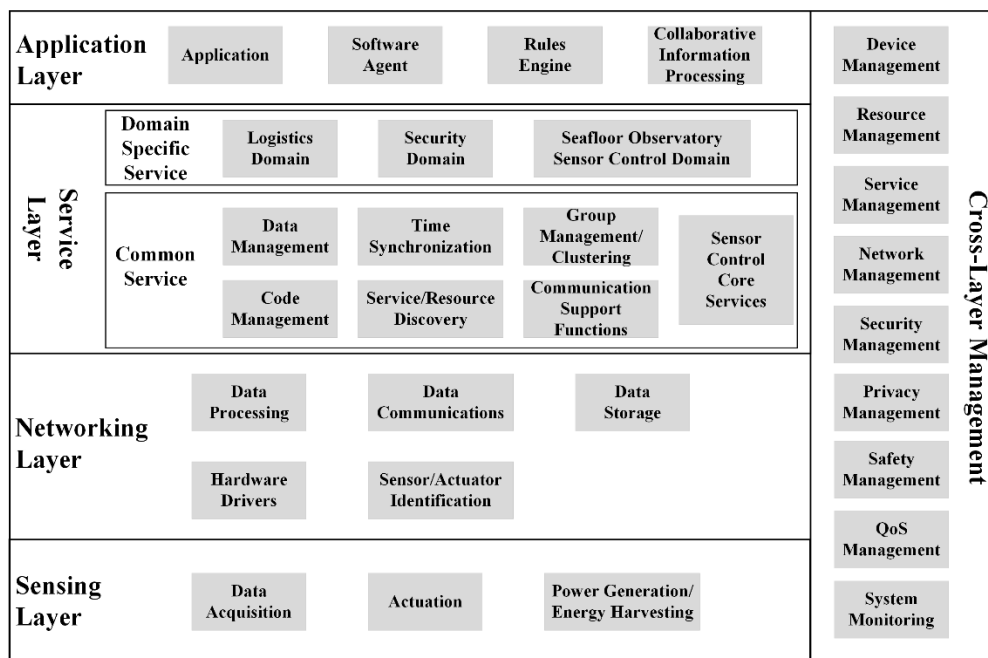 Application
Layer
Application
Software
Agent
Rules
Engine
Collaborative
Information
Processing
Service
Layer
Domain
Specific
Service
Logistics
Domain
Security
Domain
Seafloor Observatory
Sensor Control Domain
Common
Service
Data
Management
Time
Synchronization
Group
Management/
Clustering
Sensor
Control
Core
Services
Code
Management
Service/Resource
Discovery
Communication
Support
Functions
Networking
Layer
Data
Processing
Data
Communications
Data
Storage
Hardware
Drivers
Sensor/Actuator
Identification
Sensing
Layer
Data
Acquisition
Actuation
Power Generation/
Energy Harvesting
Device
Management
Resource
Management
Service
Management
Network
Management
Security
Management
Privacy
Management
Safety
Management
QoS
Management
System
Monitoring
Cross-Layer Management